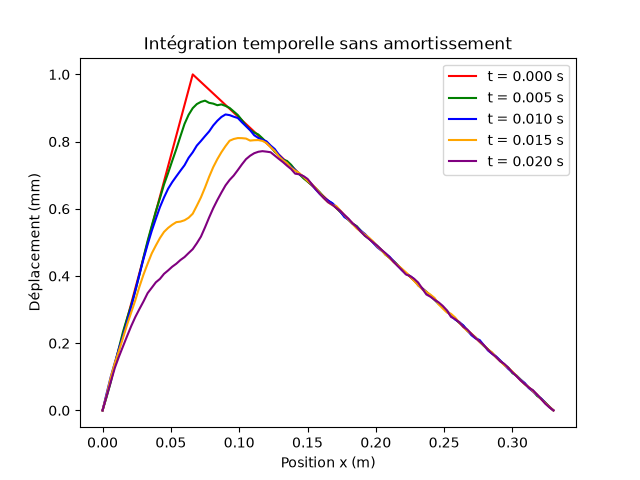 Intégration temporelle sans amortissement
t = 0.000 s
t = 0.005 s
t = 0.010 s
t = 0.015 s
t = 0.020 s
Déplacement (mm)
1.0
0.8
0.6
0.4
0.2
0.0
0.00 0.05 0.10 0.15 0.20 0.25 0.30
Position x (m)